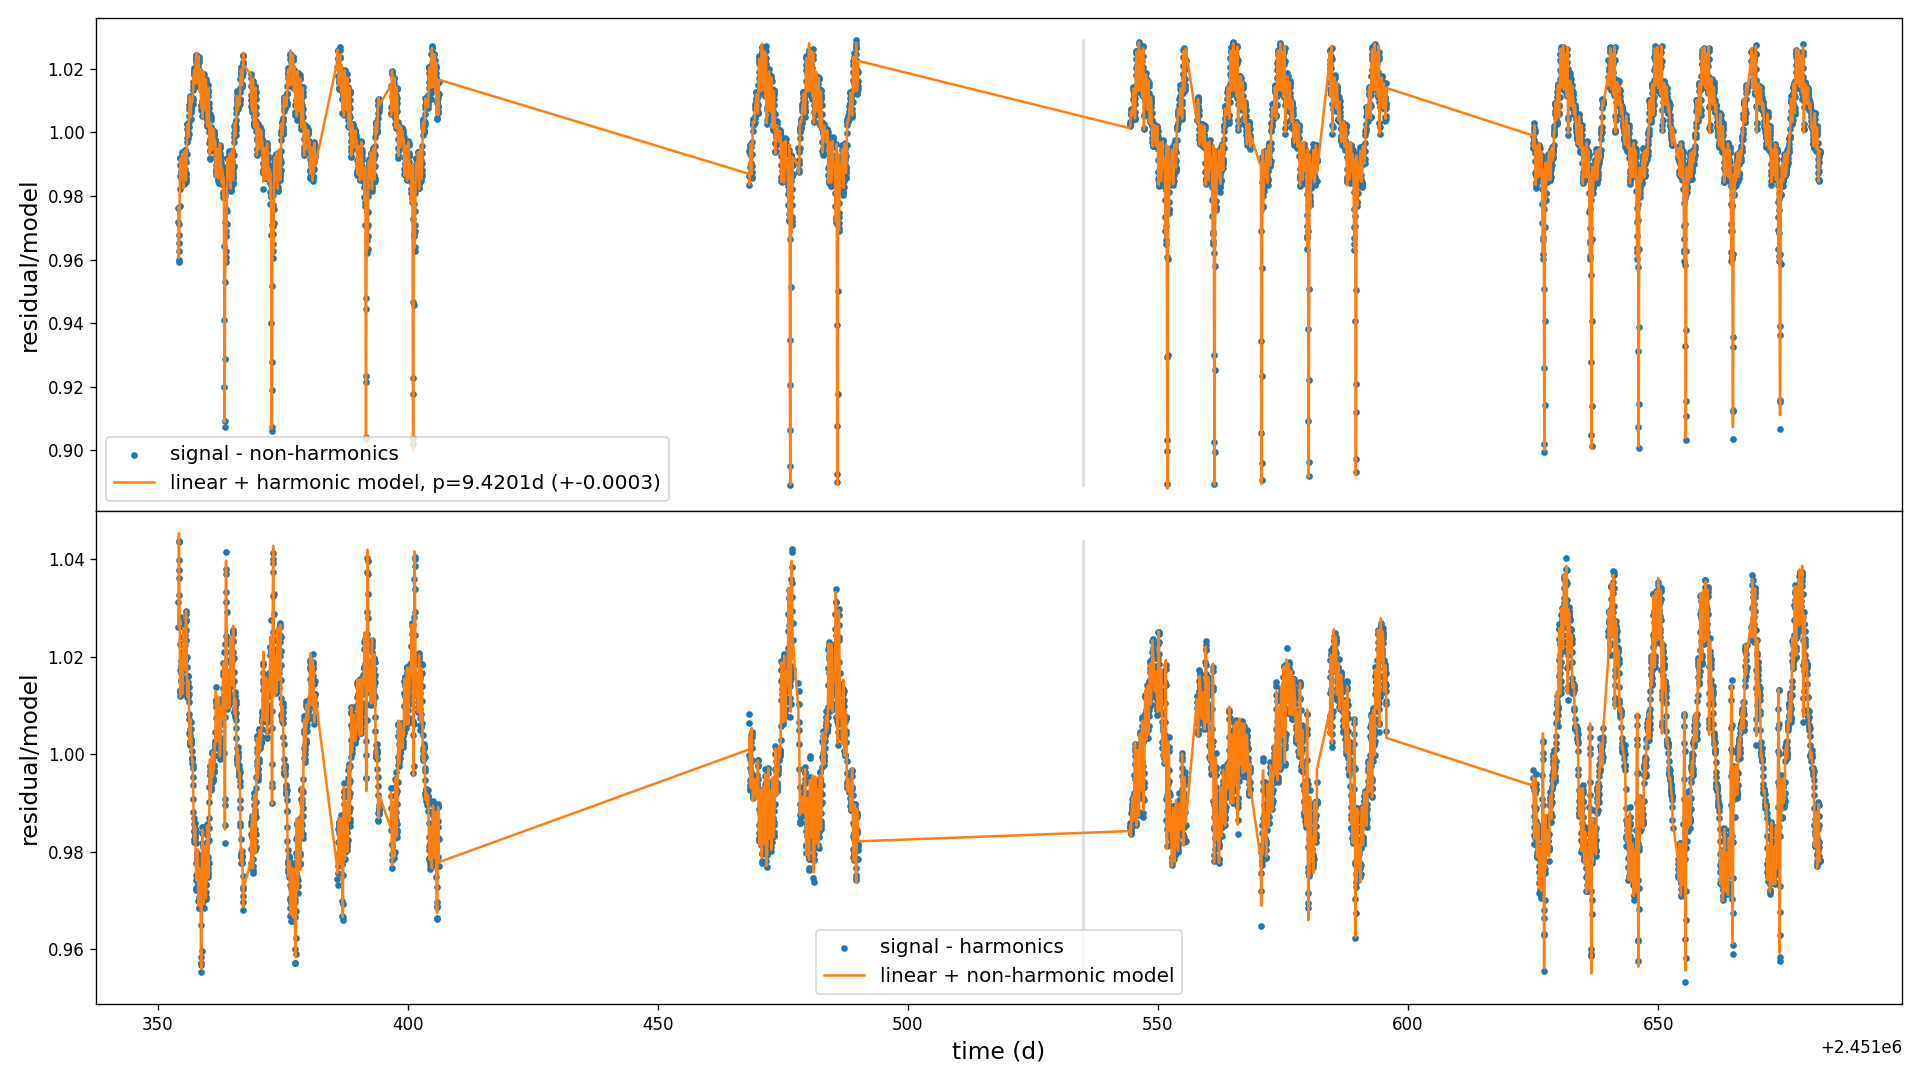 residual/model
1.02
1.00
0.98
0.96
0.94
0.92
0.90
signal - non-harmonics
linear + harmonic model, p=9.4201d (+-0.0003)
residual/model
1.04
1.02
1.00
0.98
0.96
signal - harmonics
linear + non-harmonic model
350 400 450 500 550 600 650
time (d)
+2.451e6